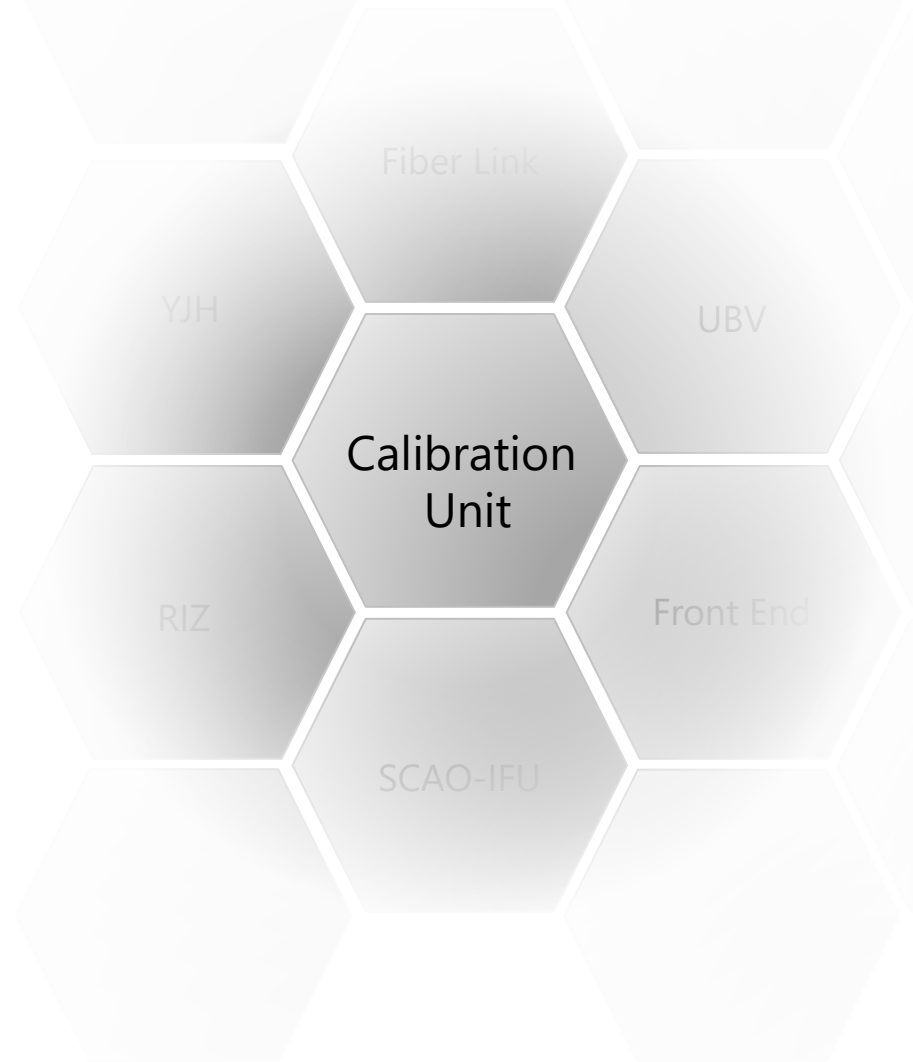 Fiber Link
YJH
UBV
Calibration
Unit
RIZ
Front End
SCAO-IFU